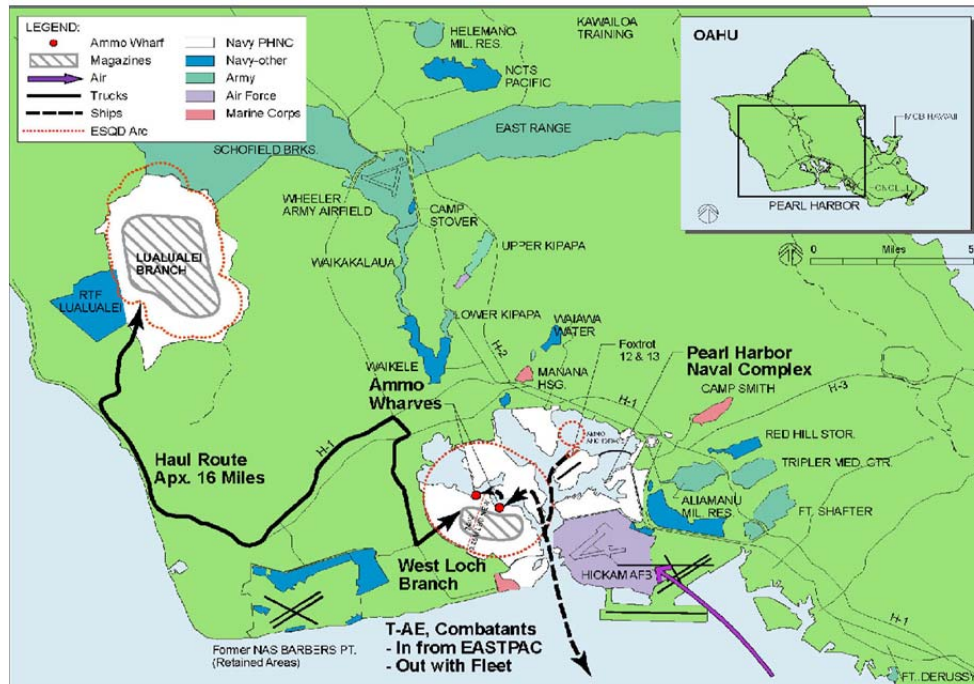 LEGEND:
Ammo Wharf
Magazines
Air
Trucks
Ships
ESQD Arc
Navy PHNC
Navy-other
Army
Air Force
Marine Corps
HELEMANO
MIL. RES.
KAWAILOA
TRAINING
NCTS
PACIFIC
OAHU
MCB HAWAII
PEARL HARBOR
0 Miles 5
SCHOFIELD BRKS.
EAST RANGE
WHEELER
ARMY AIRFIELD
CAMP
STOVER
UPPER KIPAPA
WAIKAKALAUA
LUALUALEI
BRANCH
RTF
LUALUALEI
LOWER KIPAPA
WAIAWA
WATER
H-2
Foxtrot
12 & 13
WAIKELE
MANANA
HSG.
Ammo
Wharves
Pearl Harbor
Naval Complex
CAMP SMITH
H-1
H-3
RED HILL STOR.
TRIPLER MED. CTR.
ALIAMANU
MIL. RES.
FT. SHAFTER
Haul Route
Apx. 16 Miles
H-1
West Loch
Branch
HICKAM AFB
H-1
T-AE, Combatants
- In from EASTPAC
- Out with Fleet
Former NAS BARBERS PT.
(Retained Areas)
FT. DERUSSY